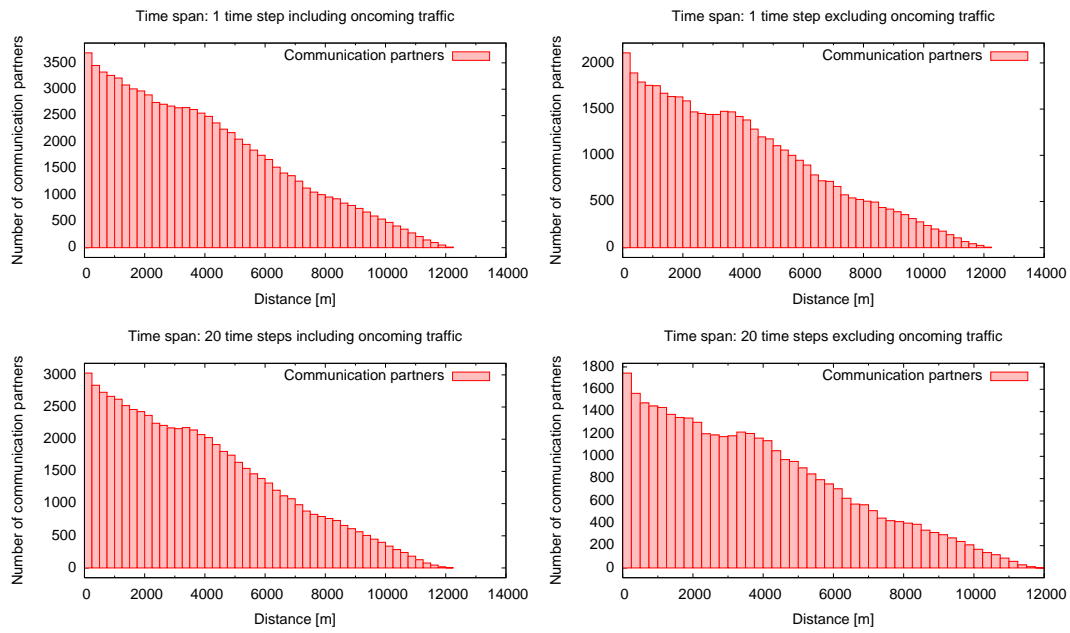 Time span: 1 time step including oncoming traffic
Number of communication partners
3500
3000
2500
2000
1500
1000
500
0
Communication partners
0 2000 4000 6000 8000 10000 12000 14000
Distance [m]
Time span: 1 time step excluding oncoming traffic
Number of communication partners
2000
1500
1000
500
0
Communication partners
0 2000 4000 6000 8000 10000 12000 14000
Distance [m]
Time span: 20 time steps including oncoming traffic
Number of communication partners
3000
2500
2000
1500
1000
500
0
Communication partners
0 2000 4000 6000 8000 10000 12000 14000
Distance [m]
Time span: 20 time steps excluding oncoming traffic
Number of communication partners
1800
1600
1400
1200
1000
800
600
400
200
0
Communication partners
0 2000 4000 6000 8000 10000 12000
Distance [m]